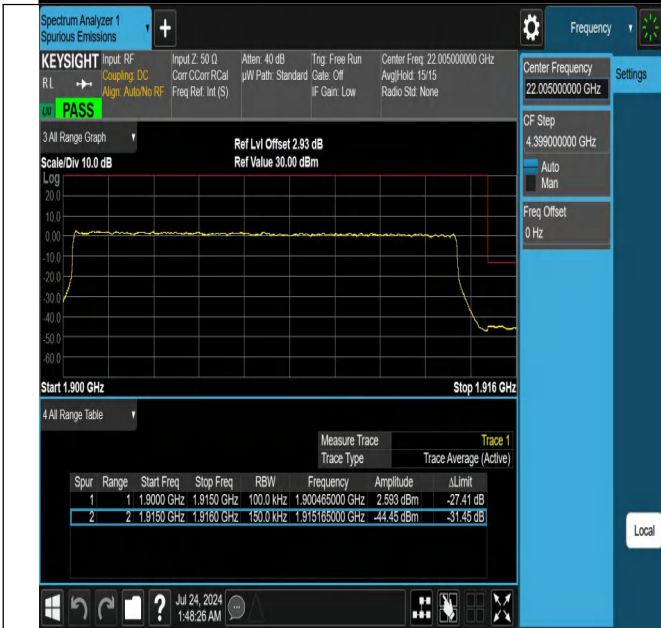 Spectrum Analyzer 1
Spurious Emissions
Frequency
KEYSIGHT
RL
PASS
Input: RF
Coupling: DC
Align: Auto/No RF
Input Z: 50 Ω
Corr CCorr RCal
Freq Ref: Int (S)
Atten: 40 dB
µW Path: Standard
Trig: Free Run
Gate: Off
IF Gain: Low
Center Freq: 22.005000000 GHz
Avg|Hold: 15/15
Radio Std: None
Center Frequency
22.005000000 GHz
Settings
CF Step
4.399000000 GHz
Auto
Man
Freq Offset
0 Hz
3 All Range Graph
Scale/Div 10.0 dB
Ref Lvl Offset 2.93 dB
Ref Value 30.00 dBm
Log
20.0
10.0
0.00
-10.0
-20.0
-30.0
-40.0
-50.0
-60.0
Start 1.900 GHz
Stop 1.916 GHz
4 All Range Table
Measure Trace Trace 1
Trace Type Trace Average (Active)
Spur Range Start Freq Stop Freq RBW Frequency Amplitude ΔLimit
1 1 1.9000 GHz 1.9150 GHz 100.0 kHz 1.900465000 GHz 2.593 dBm -27.41 dB
2 2 1.9150 GHz 1.9160 GHz 150.0 kHz 1.915165000 GHz -44.45 dBm -31.45 dB
Local
?
Jul 24, 2024
1:48:26 AM